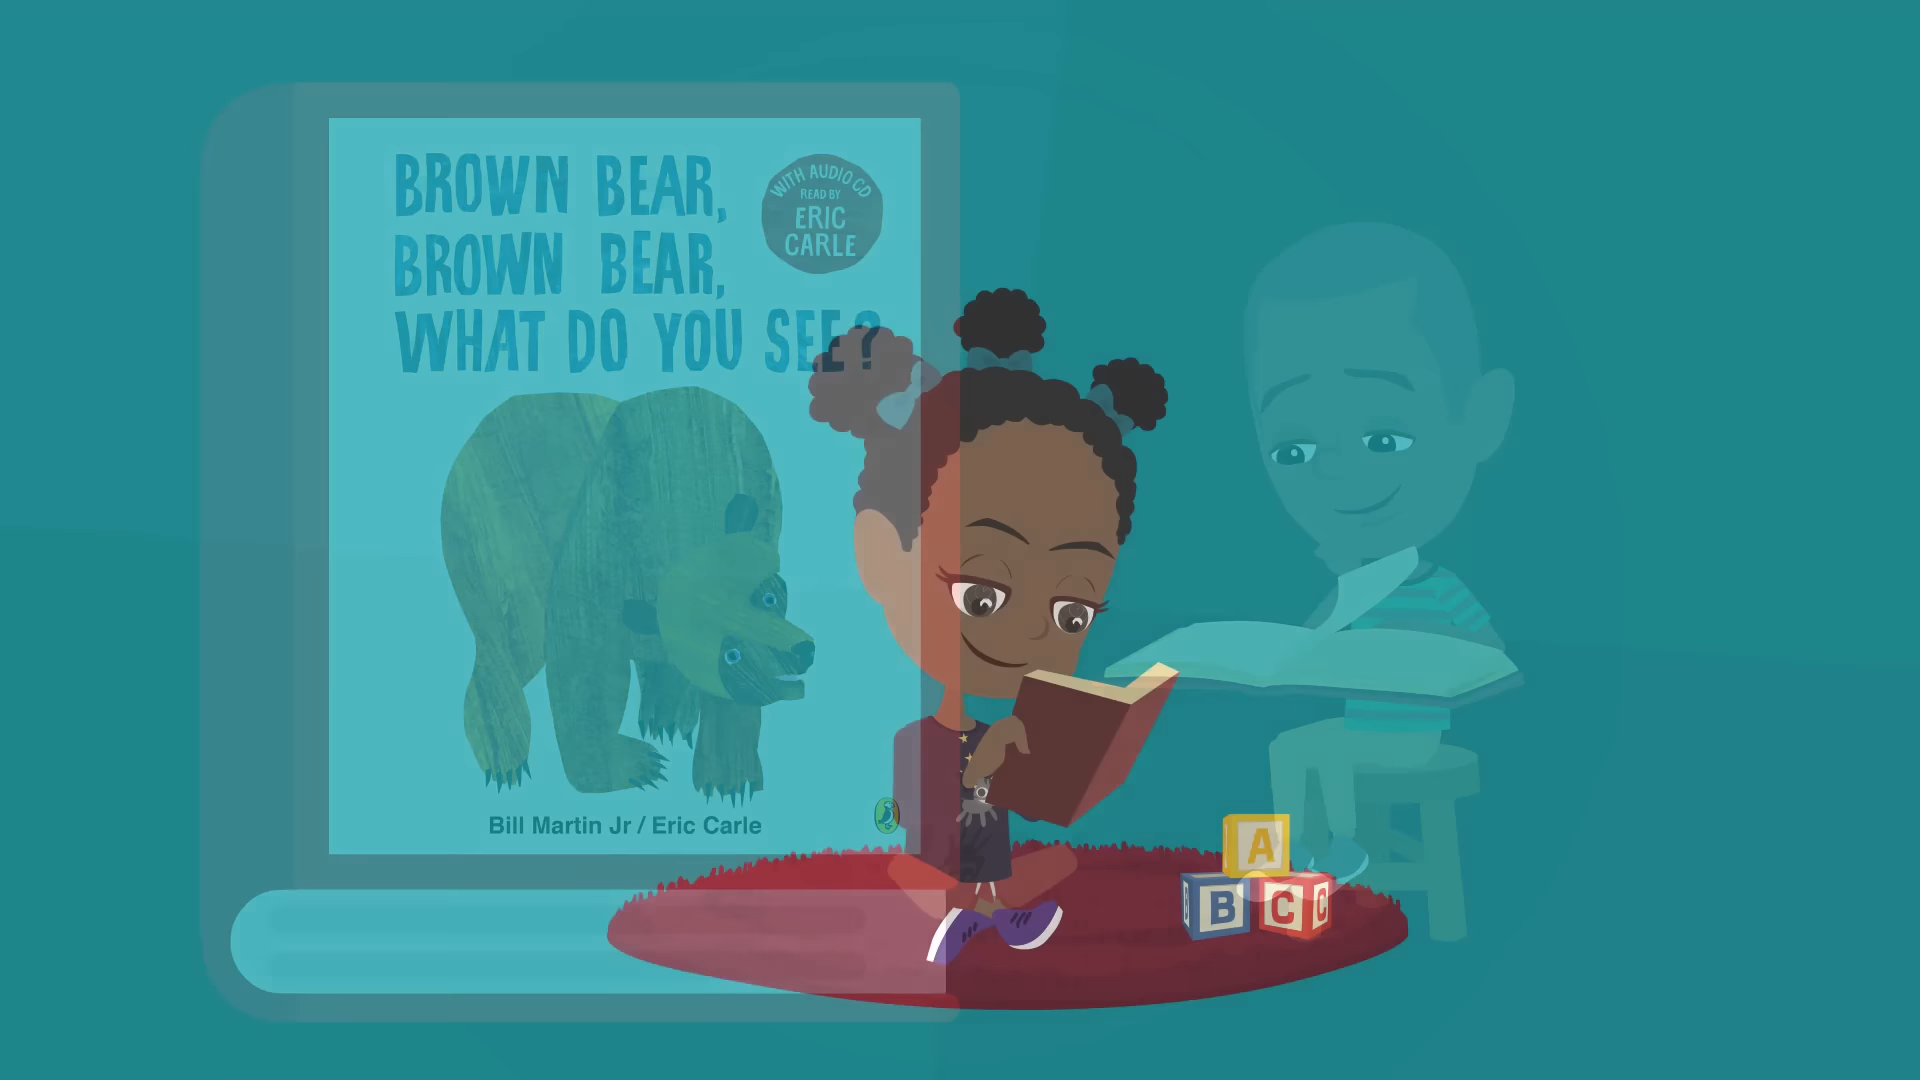 BROWN BEAR,
BROWN BEAR,
WHAT DO YOU SEE?
WITH AUDIO CD
READ BY
ERIC
CARLE
Bill Martin Jr / Eric Carle
A
B C C